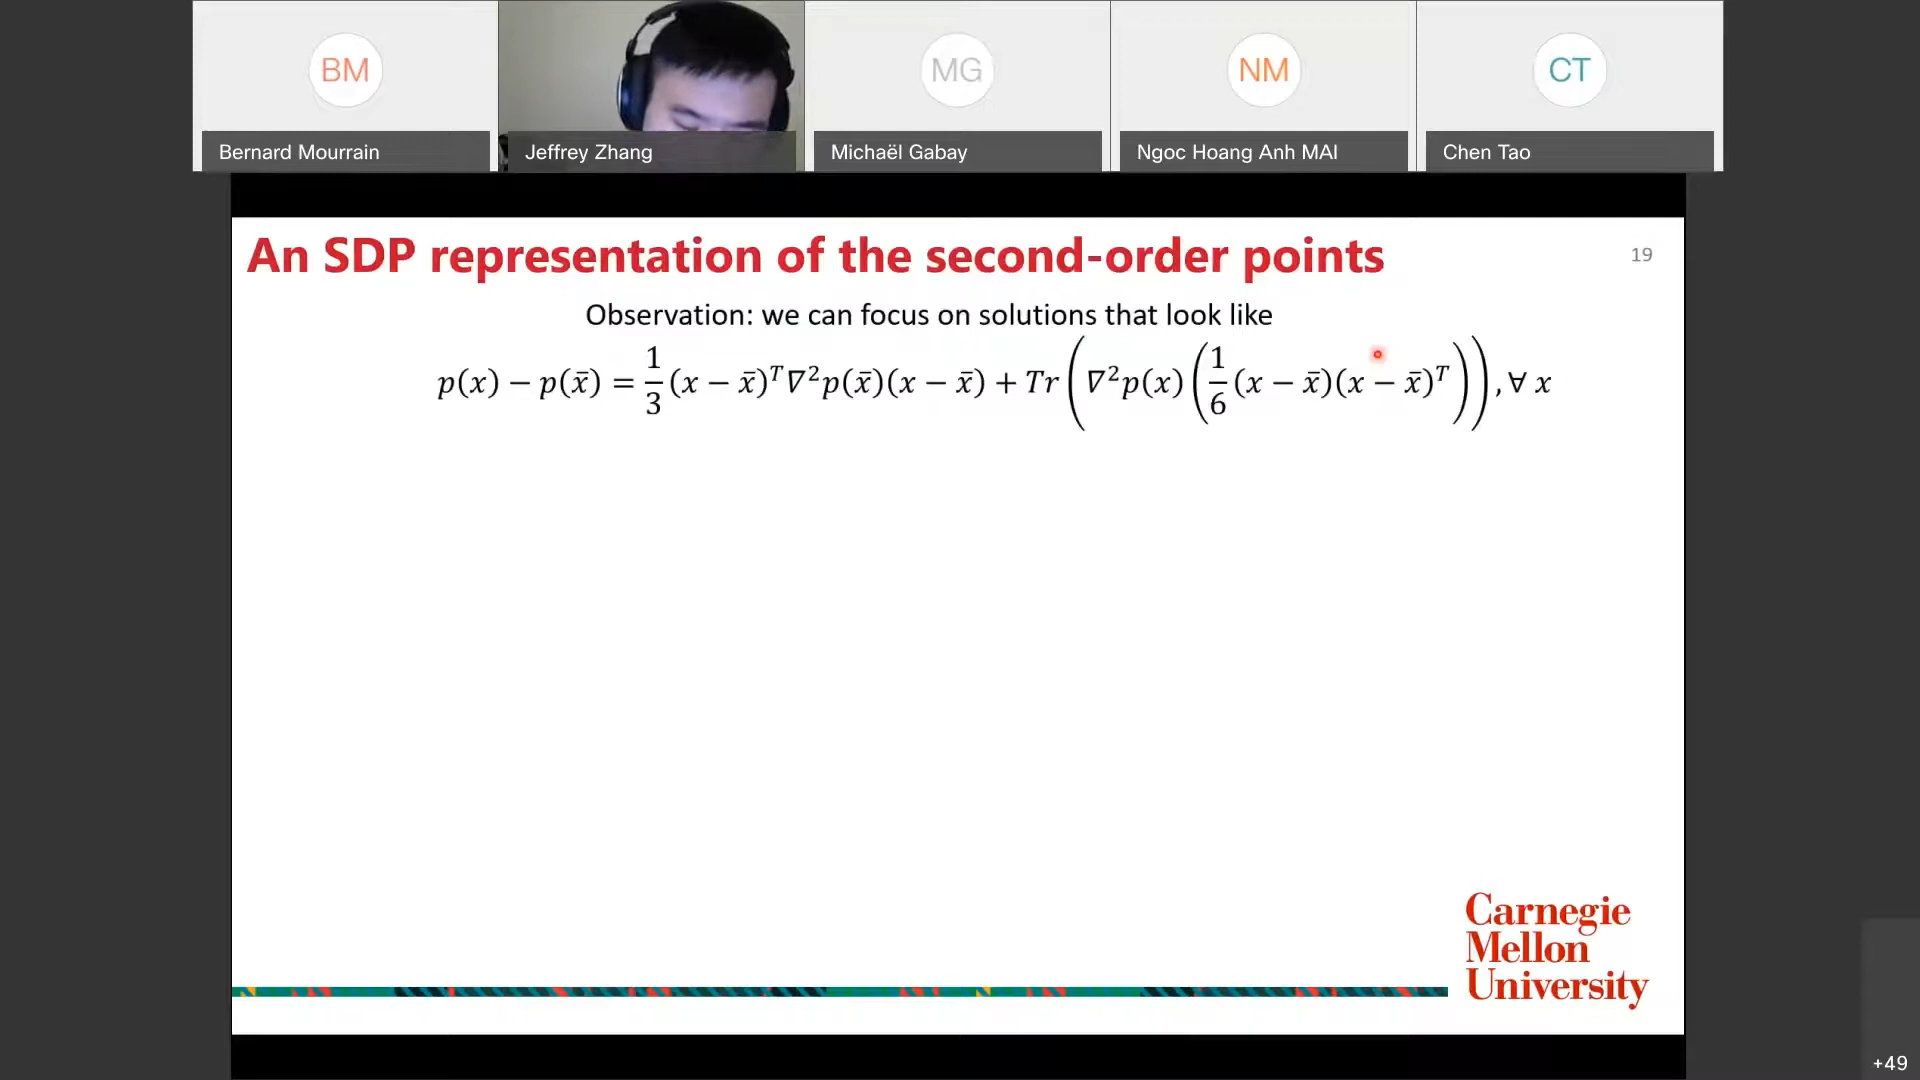 BM
MG
NM
CT
Bernard Mourrain
Jeffrey Zhang
Michaël Gabay
Ngoc Hoang Anh MAI
Chen Tao
An SDP representation of the second-order points
19
Observation: we can focus on solutions that look like
p(x) − p(x̄) = 1/3 (x − x̄)ᵀ∇²p(x̄)(x − x̄) + Tr(∇²p(x)(1/6 (x − x̄)(x − x̄)ᵀ)), ∀ x
Carnegie
Mellon
University
+49